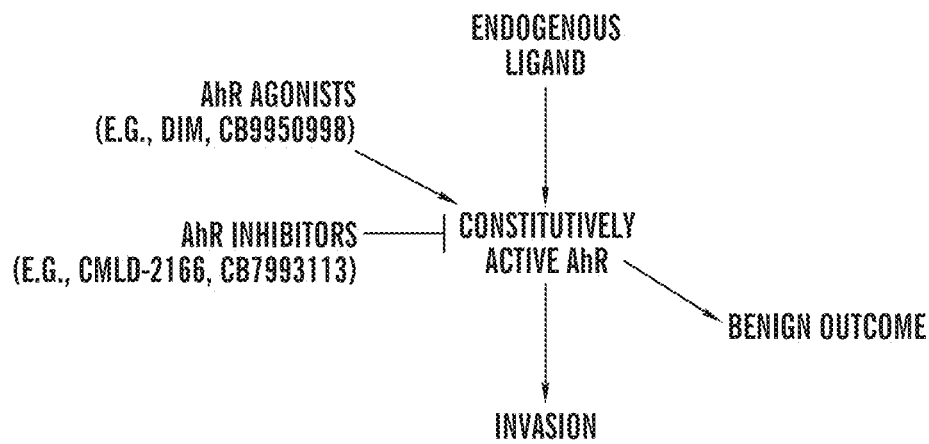 ENDOGENOUS
LIGAND
AhR AGONISTS
(E.G., DIM, CB9950998)
AhR INHIBITORS
(E.G., CMLD-2166, CB7993113)
CONSTITUTIVELY
ACTIVE AhR
BENIGN OUTCOME
INVASION